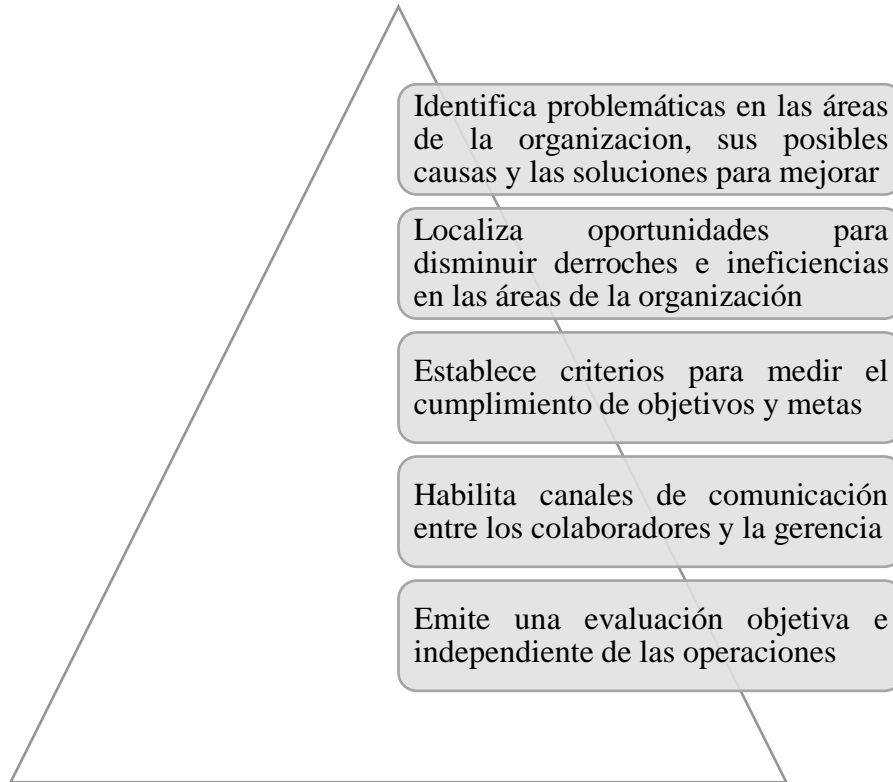 Identifica problemáticas en las áreas
de la organizacion, sus posibles
causas y las soluciones para mejorar
Localiza oportunidades para
disminuir derroches e ineficiencias
en las áreas de la organización
Establece criterios para medir el
cumplimiento de objetivos y metas
Habilita canales de comunicación
entre los colaboradores y la gerencia
Emite una evaluación objetiva e
independiente de las operaciones